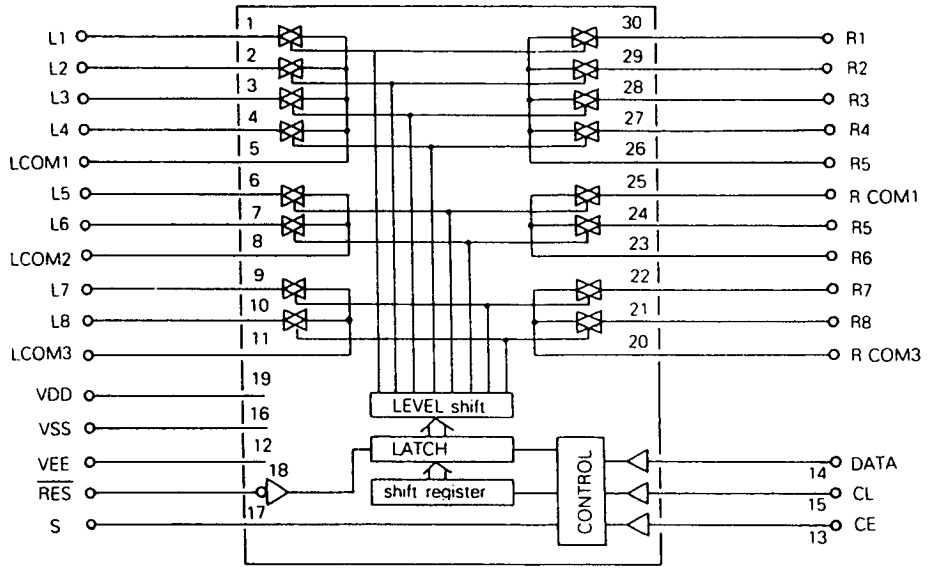 L1 1 30 R1
L2 2 29 R2
L3 3 28 R3
L4 4 27 R4
LCOM1 5 26 R5
L5 6 25 R COM1
L6 7 24 R5
LCOM2 8 23 R6
L7 9 22 R7
L8 10 21 R8
LCOM3 11 20 R COM3
VDD 19
LEVEL shift
VSS 16
LATCH
VEE 12
CONTROL
14 DATA
RES 18
shift register
15 CL
S 17
13 CE